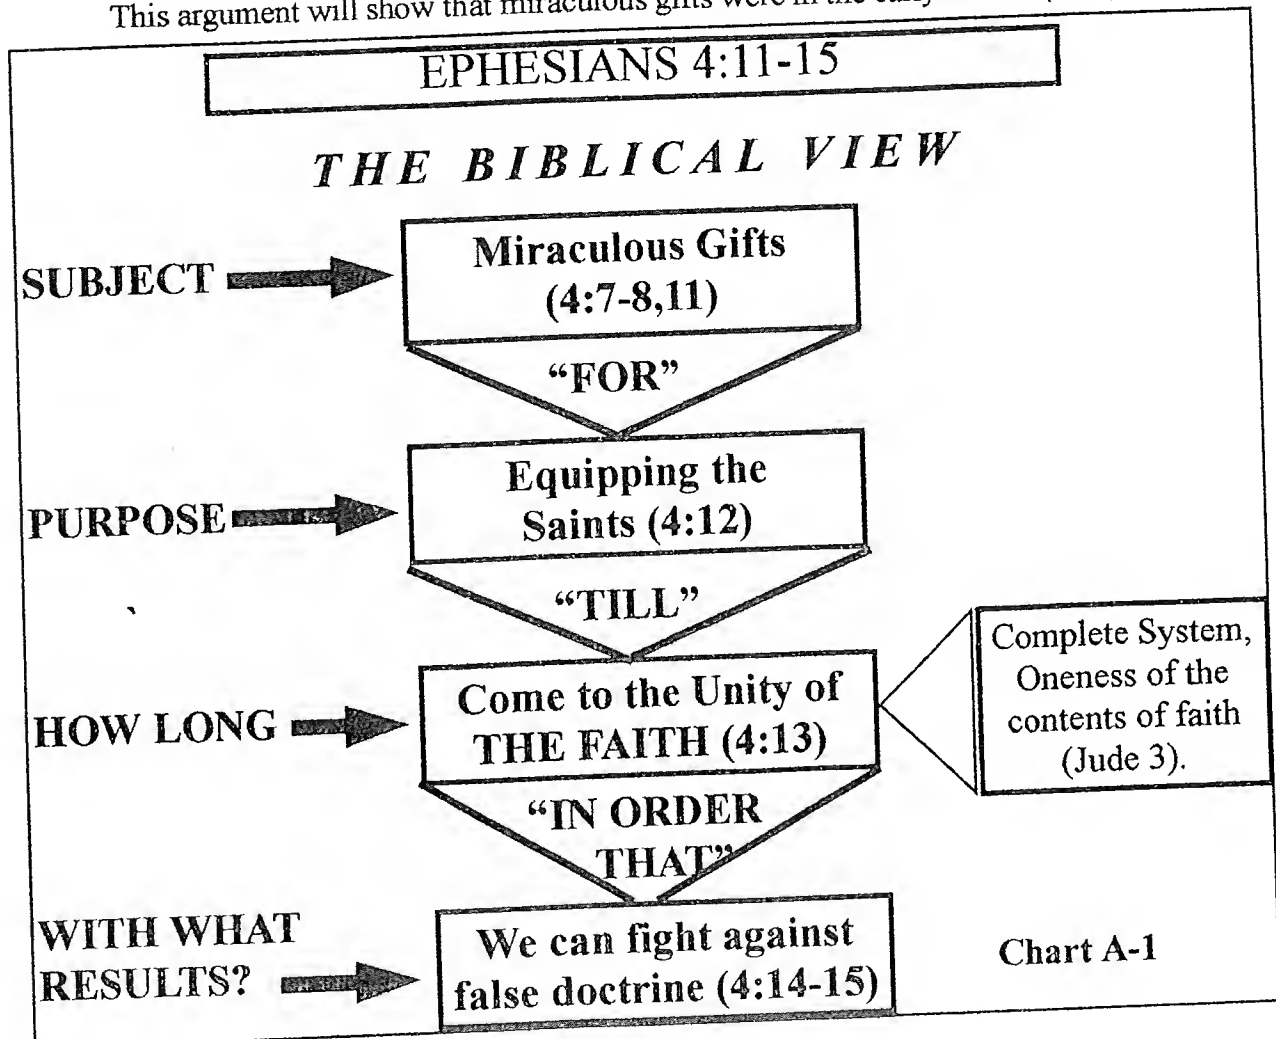 This argument will show that miraculous gifts were in the early
EPHESIANS 4:11-15
THE BIBLICAL VIEW
SUBJECT
Miraculous Gifts
(4:7-8,11)
“FOR”
PURPOSE
Equipping the
Saints (4:12)
“TILL”
HOW LONG
Come to the Unity of
THE FAITH (4:13)
Complete System,
Oneness of the
contents of faith
(Jude 3).
“IN ORDER
THAT”
WITH WHAT
RESULTS?
We can fight against
false doctrine (4:14-15)
Chart A-1